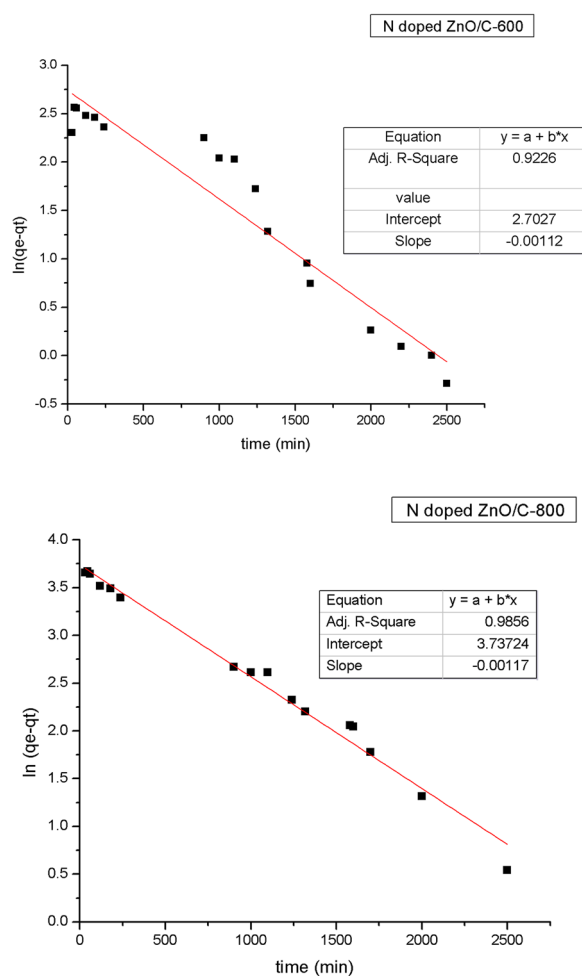 N doped ZnO/C-600
3.0
2.5
2.0
1.5
1.0
0.5
0.0
-0.5
ln(qe-qt)
Equation y = a + b*x
Adj. R-Square 0.9226
value
Intercept 2.7027
Slope -0.00112
0 500 1000 1500 2000 2500
time (min)
N doped ZnO/C-800
4.0
3.5
3.0
2.5
2.0
1.5
1.0
0.5
0.0
ln (qe-qt)
Equation y = a + b*x
Adj. R-Square 0.9856
Intercept 3.73724
Slope -0.00117
0 500 1000 1500 2000 2500
time (min)